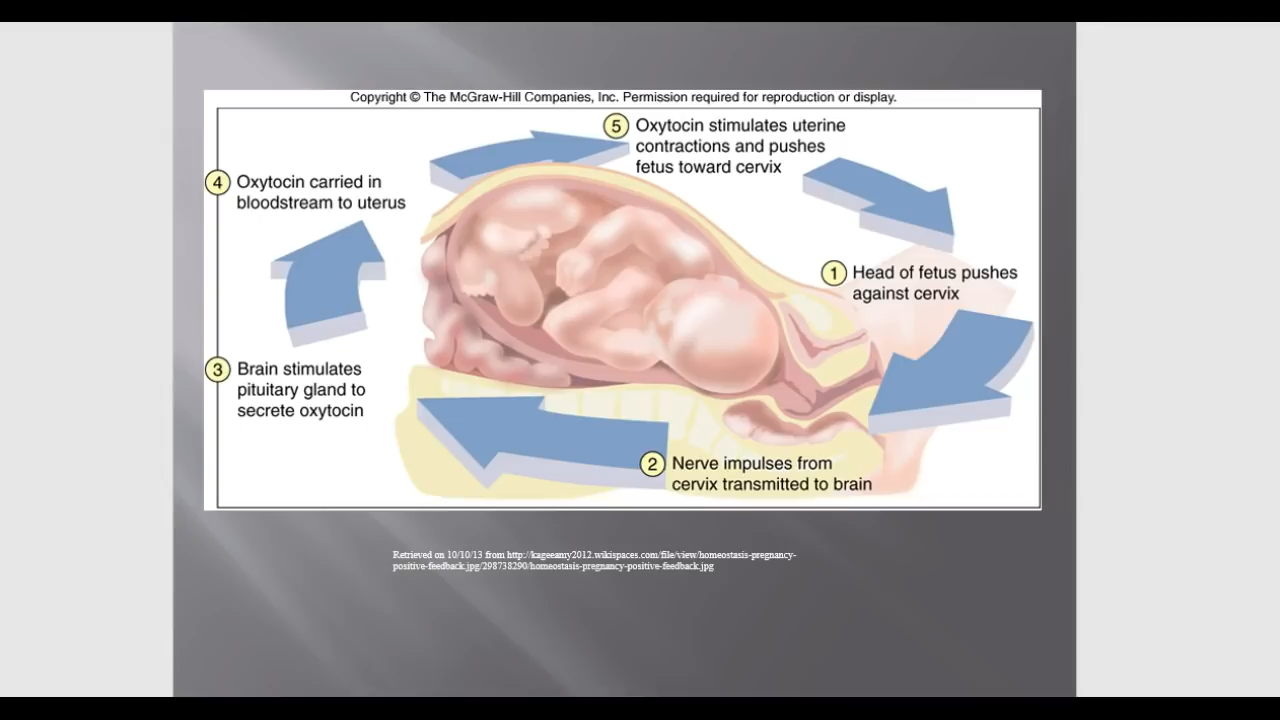 Copyright © The McGraw-Hill Companies, Inc. Permission required for reproduction or display.
5 Oxytocin stimulates uterine
contractions and pushes
fetus toward cervix
4 Oxytocin carried in
bloodstream to uterus
1 Head of fetus pushes
against cervix
3 Brain stimulates
pituitary gland to
secrete oxytocin
2 Nerve impulses from
cervix transmitted to brain
Retrieved on 10/10/13 from http://kageeamy2012.wikispaces.com/file/view/homeostasis-pregnancy-
positive-feedback.jpg/298738290/homeostasis-pregnancy-positive-feedback.jpg